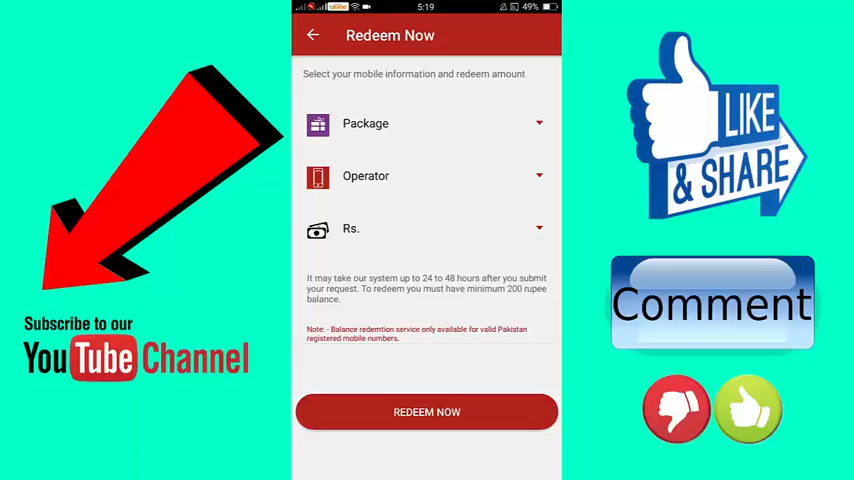 5:19
49%
Redeem Now
Select your mobile information and redeem amount
Package
Operator
Rs.
It may take our system up to 24 to 48 hours after you submit
your request. To redeem you must have minimum 200 rupee
balance.
Note: - Balance redemtion service only available for valid Pakistan
registered mobile numbers.
REDEEM NOW
Subscribe to our
YouTube Channel
LIKE
& SHARE
Comment